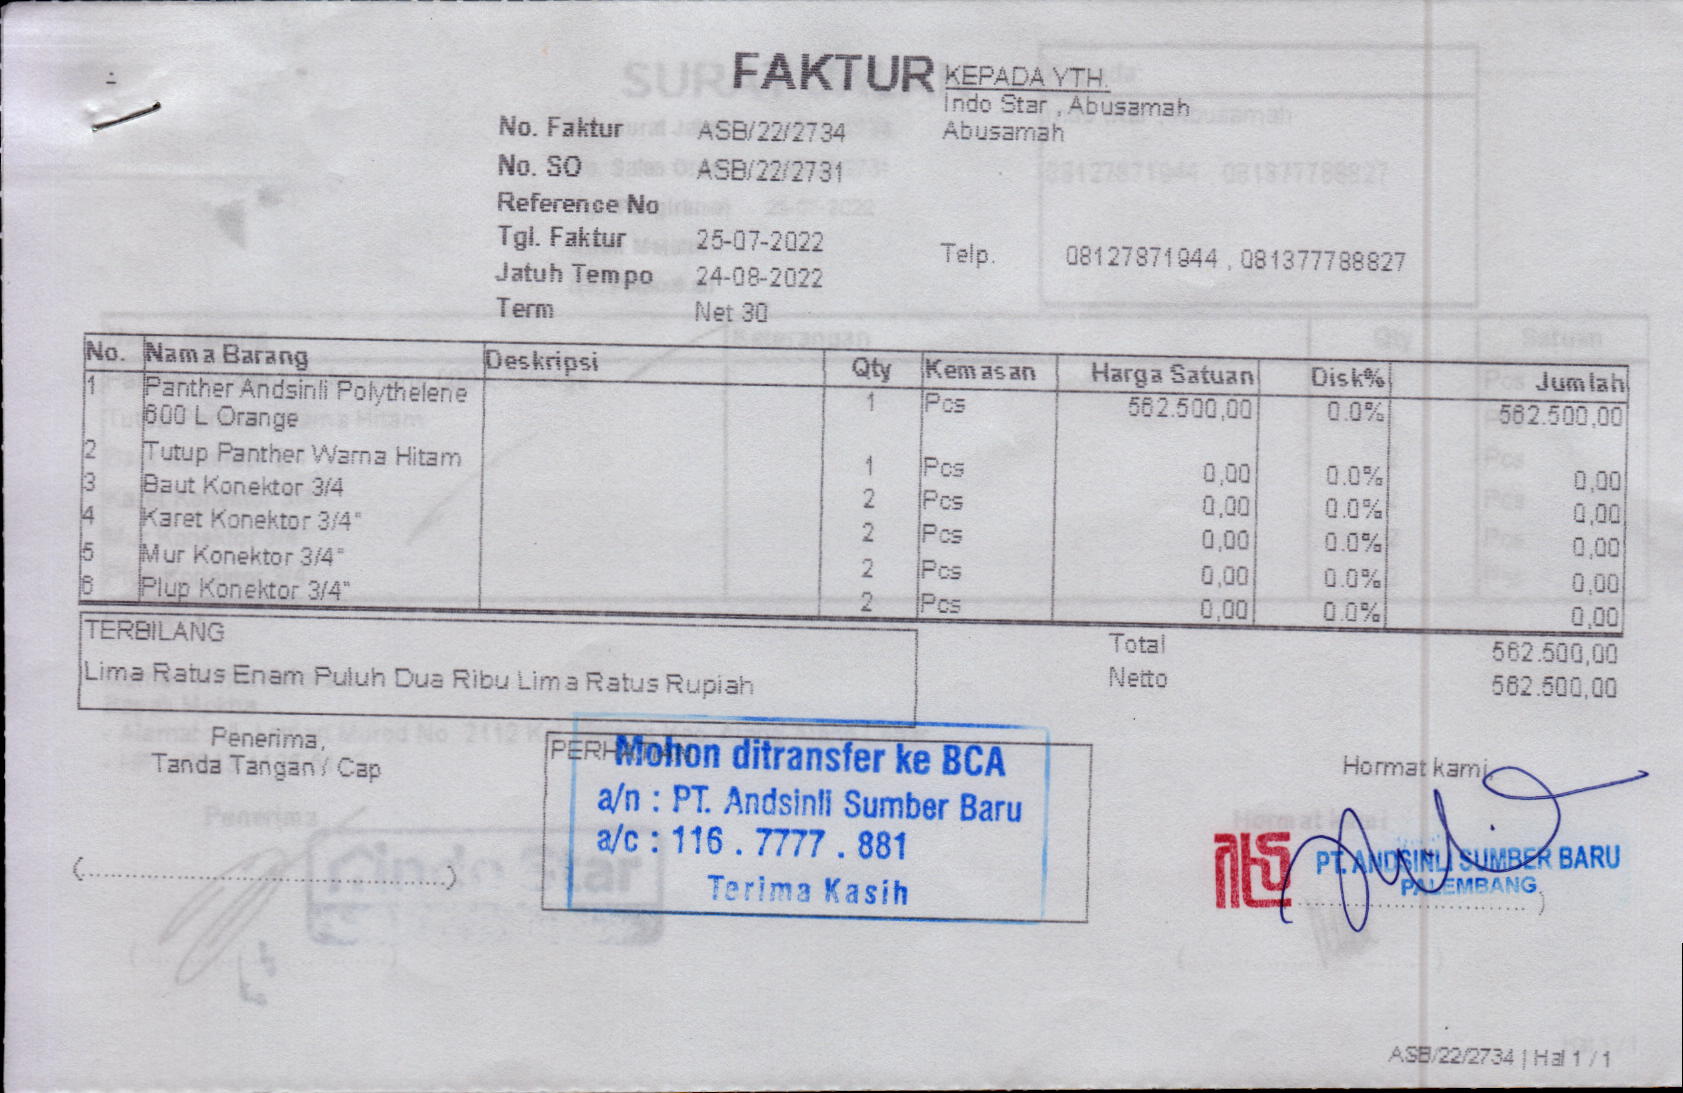 FAKTUR
KEPADA YTH.
Indo Star , Abusamah
Abusamah
No. Faktur ASB/22/2734
No. SO ASB/22/2731
Reference No
Tgl. Faktur 25-07-2022
Jatuh Tempo 24-08-2022
Term Net 30
Telp. 08127871944 , 081377788827
No. Nama Barang Deskripsi Qty Kemasan Harga Satuan Disk% Jumlah
1 Panther Andsinli Polythelene 1 Pcs 562.500,00 0.0% 562.500,00
600 L Orange
2 Tutup Panther Warna Hitam 1 Pcs 0,00 0.0% 0,00
3 Baut Konektor 3/4 2 Pcs 0,00 0.0% 0,00
4 Karet Konektor 3/4" 2 Pcs 0,00 0.0% 0,00
5 Mur Konektor 3/4" 2 Pcs 0,00 0.0% 0,00
6 Plup Konektor 3/4" 2 Pcs 0,00 0.0% 0,00
TERBILANG
Lima Ratus Enam Puluh Dua Ribu Lima Ratus Rupiah
Total 562.500,00
Netto 562.500,00
Penerima,
Tanda Tangan / Cap
(....................................................)
PERHATIAN
Mohon ditransfer ke BCA
a/n : PT. Andsinli Sumber Baru
a/c : 116 . 7777 . 881
Terima Kasih
Hormat kami,
PT. ANDSINLI SUMBER BARU
PALEMBANG
ASB/22/2734 | Hal 1 / 1